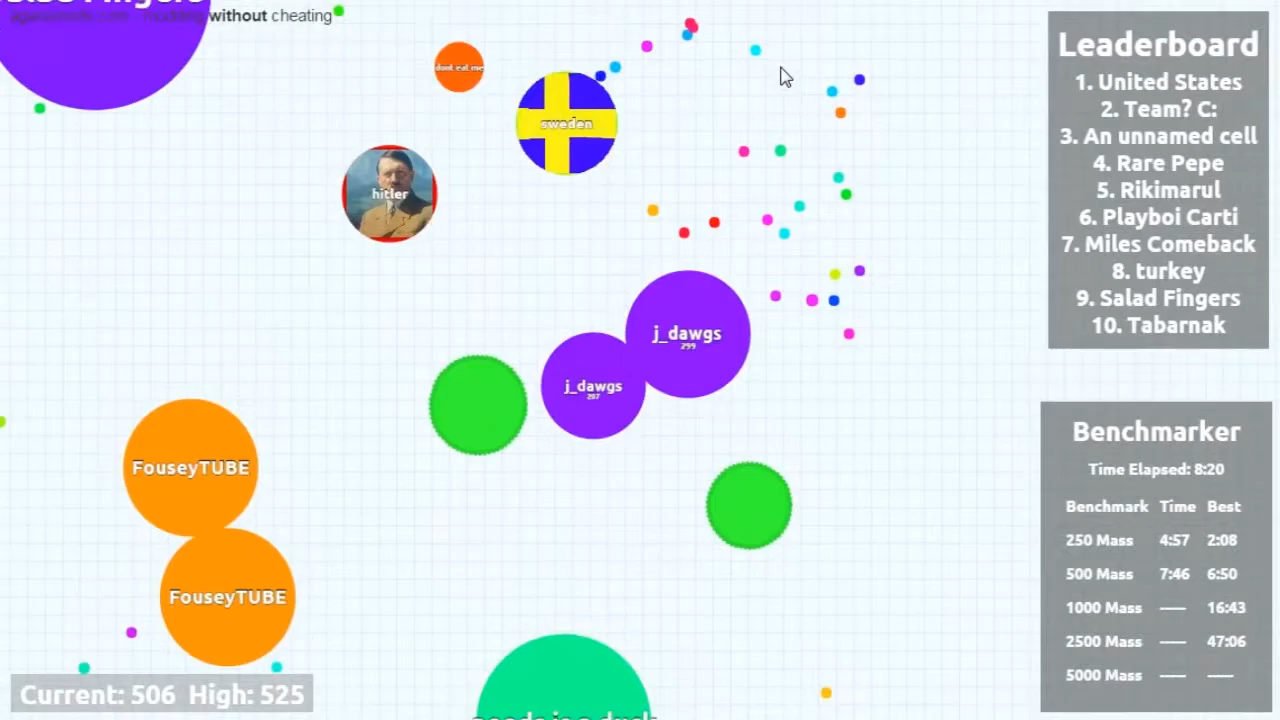 without cheating
dont eat me
sweden
hitler
j_dawgs
299
j_dawgs
207
FouseyTUBE
FouseyTUBE
Current: 506 High: 525
Leaderboard
1. United States
2. Team? C:
3. An unnamed cell
4. Rare Pepe
5. Rikimarul
6. Playboi Carti
7. Miles Comeback
8. turkey
9. Salad Fingers
10. Tabarnak
Benchmarker
Time Elapsed: 8:20
Benchmark Time Best
250 Mass 4:57 2:08
500 Mass 7:46 6:50
1000 Mass —— 16:43
2500 Mass —— 47:06
5000 Mass —— ——